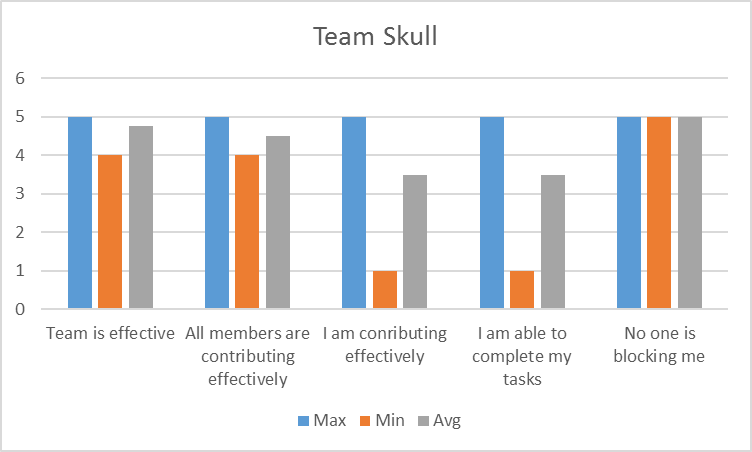 Team Skull
6
5
4
3
2
1
0
Team is effective
All members are
contributing
effectively
I am conributing
effectively
I am able to
complete my
tasks
No one is
blocking me
Max Min Avg